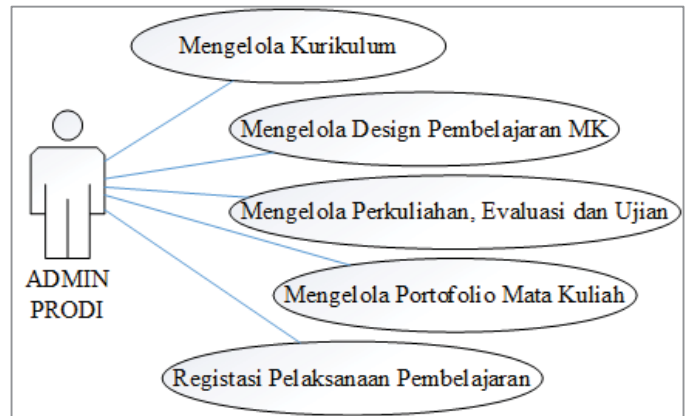 Mengelola Kurikulum
Mengelola Design Pembelajaran MK
Mengelola Perkuliahan, Evaluasi dan Ujian
ADMIN
PRODI
Mengelola Portofolio Mata Kuliah
Registasi Pelaksanaan Pembelajaran